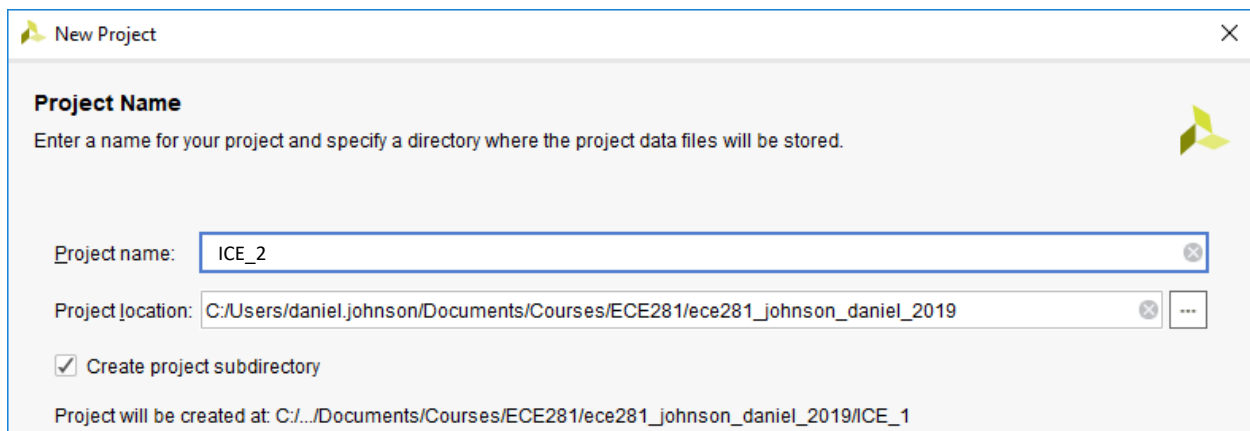 New Project
Project Name
Enter a name for your project and specify a directory where the project data files will be stored.
Project name: ICE_2
Project location: C:/Users/daniel.johnson/Documents/Courses/ECE281/ece281_johnson_daniel_2019 ...
Create project subdirectory
Project will be created at: C:/.../Documents/Courses/ECE281/ece281_johnson_daniel_2019/ICE_1